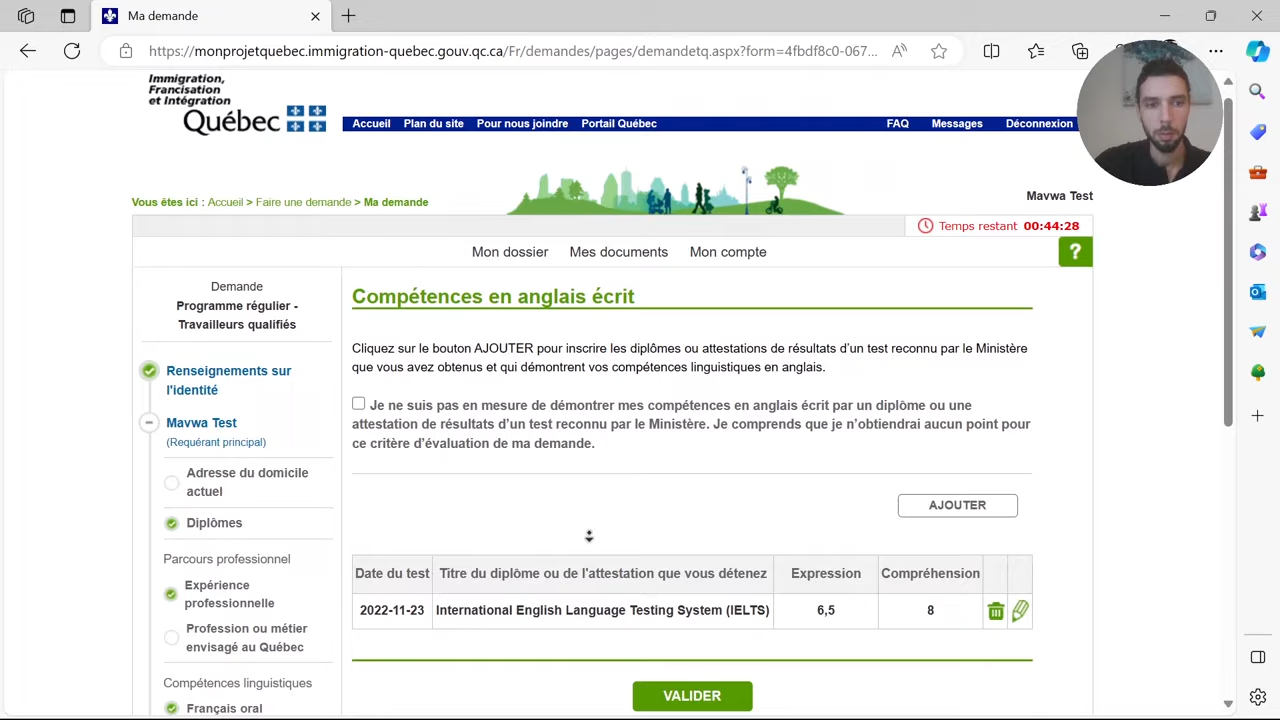 Ma demande
https://monprojetquebec.immigration-quebec.gouv.qc.ca/Fr/demandes/pages/demandetq.aspx?form=4fbdf8c0-067...
Immigration,
Francisation
et Intégration
Québec
Accueil Plan du site Pour nous joindre Portail Québec FAQ Messages Déconnexion
Vous êtes ici : Accueil > Faire une demande > Ma demande
Mavwa Test
Temps restant 00:44:28
Mon dossier Mes documents Mon compte ?
Demande
Programme régulier -
Travailleurs qualifiés
Renseignements sur
l'identité
Mavwa Test
(Requérant principal)
Adresse du domicile
actuel
Diplômes
Parcours professionnel
Expérience
professionnelle
Profession ou métier
envisagé au Québec
Compétences linguistiques
Français oral
Compétences en anglais écrit
Cliquez sur le bouton AJOUTER pour inscrire les diplômes ou attestations de résultats d'un test reconnu par le Ministère
que vous avez obtenus et qui démontrent vos compétences linguistiques en anglais.
Je ne suis pas en mesure de démontrer mes compétences en anglais écrit par un diplôme ou une
attestation de résultats d'un test reconnu par le Ministère. Je comprends que je n'obtiendrai aucun point pour
ce critère d'évaluation de ma demande.
AJOUTER
Date du test Titre du diplôme ou de l'attestation que vous détenez Expression Compréhension
2022-11-23 International English Language Testing System (IELTS) 6,5 8
VALIDER